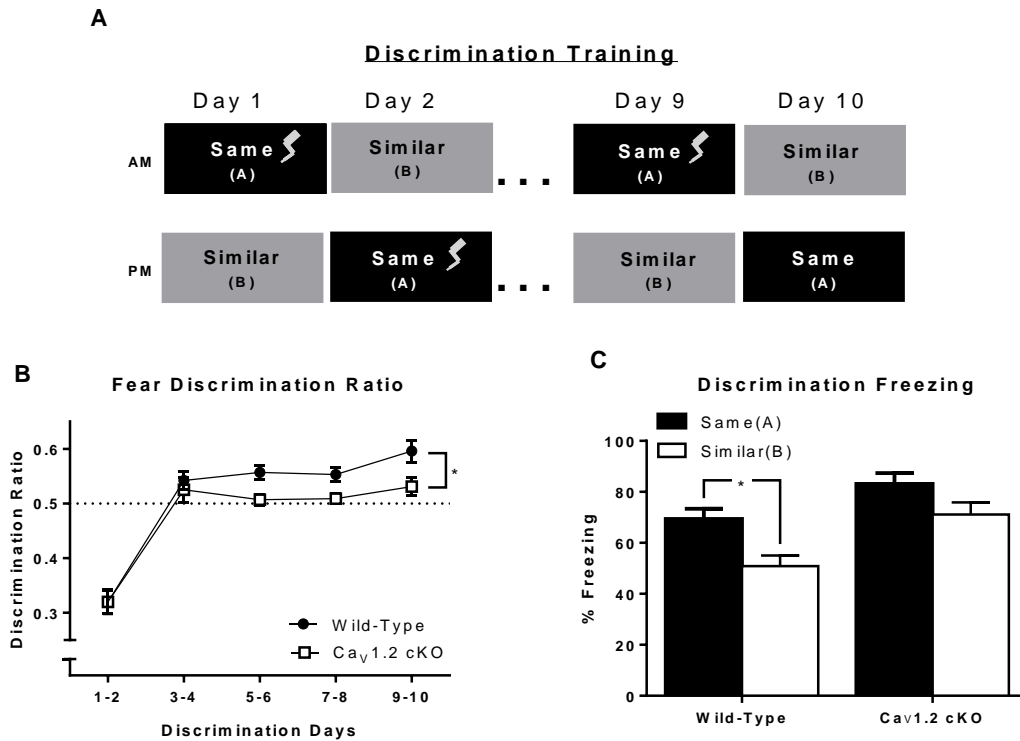 A
Discrimination Training
Day 1 Day 2 Day 9 Day 10
AM
Same
(A)
Similar
(B)
...
Same
(A)
Similar
(B)
PM
Similar
(B)
Same
(A)
...
Similar
(B)
Same
(A)
B
Fear Discrimination Ratio
Discrimination Ratio
0.6
0.5
0.4
0.3
*
Wild-Type
CaV1.2 cKO
1-2 3-4 5-6 7-8 9-10
Discrimination Days
C
Discrimination Freezing
Same(A)
Similar(B)
% Freezing
100
80
60
40
20
0
*
Wild-Type CaV1.2 cKO